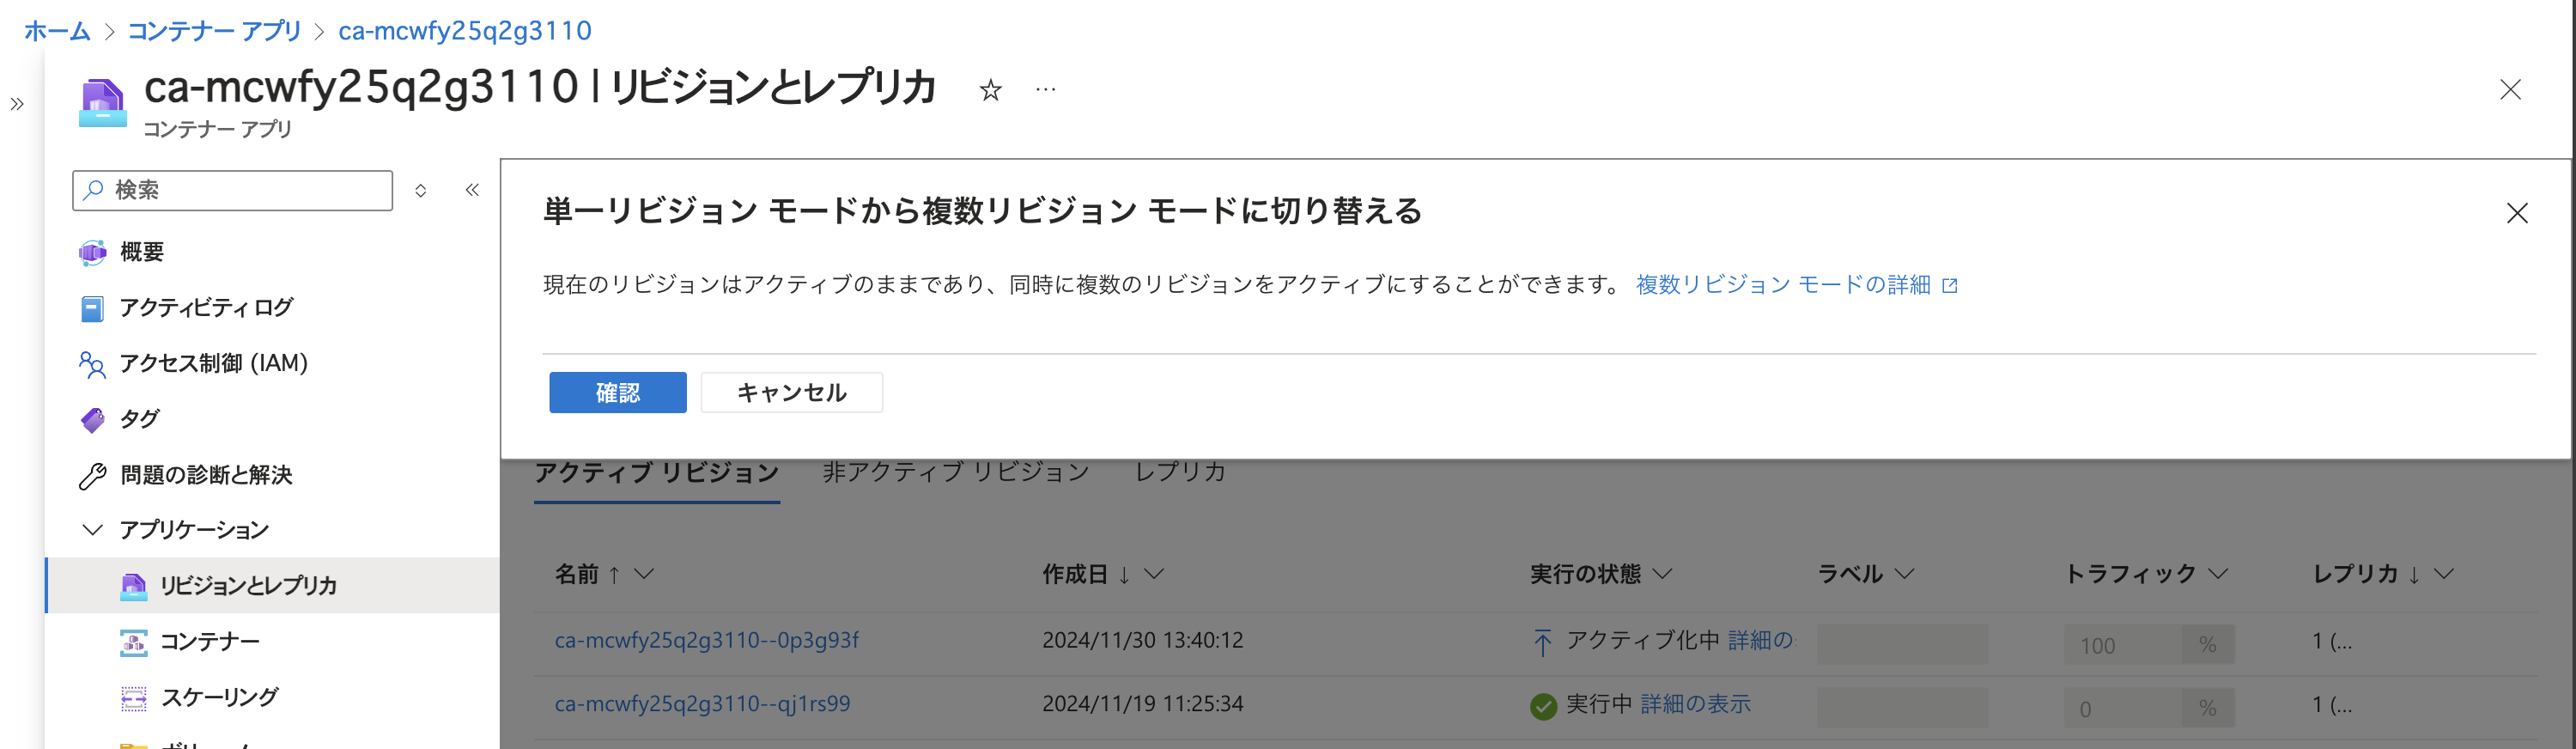 ホーム > コンテナー アプリ > ca-mcwfy25q2g3110
ca-mcwfy25q2g3110 | リビジョンとレプリカ
コンテナー アプリ
検索
概要
アクティビティ ログ
アクセス制御 (IAM)
タグ
問題の診断と解決
アプリケーション
リビジョンとレプリカ
コンテナー
スケーリング
単一リビジョン モードから複数リビジョン モードに切り替える
現在のリビジョンはアクティブのままであり、同時に複数のリビジョンをアクティブにすることができます。 複数リビジョン モードの詳細
確認 キャンセル
アクティブ リビジョン 非アクティブ リビジョン レプリカ
名前 ↑ 作成日 ↓ 実行の状態 ラベル トラフィック レプリカ ↓
ca-mcwfy25q2g3110--0p3g93f 2024/11/30 13:40:12 アクティブ化中 詳細の 100 % 1 (...
ca-mcwfy25q2g3110--qj1rs99 2024/11/19 11:25:34 実行中 詳細の表示 0 % 1 (...